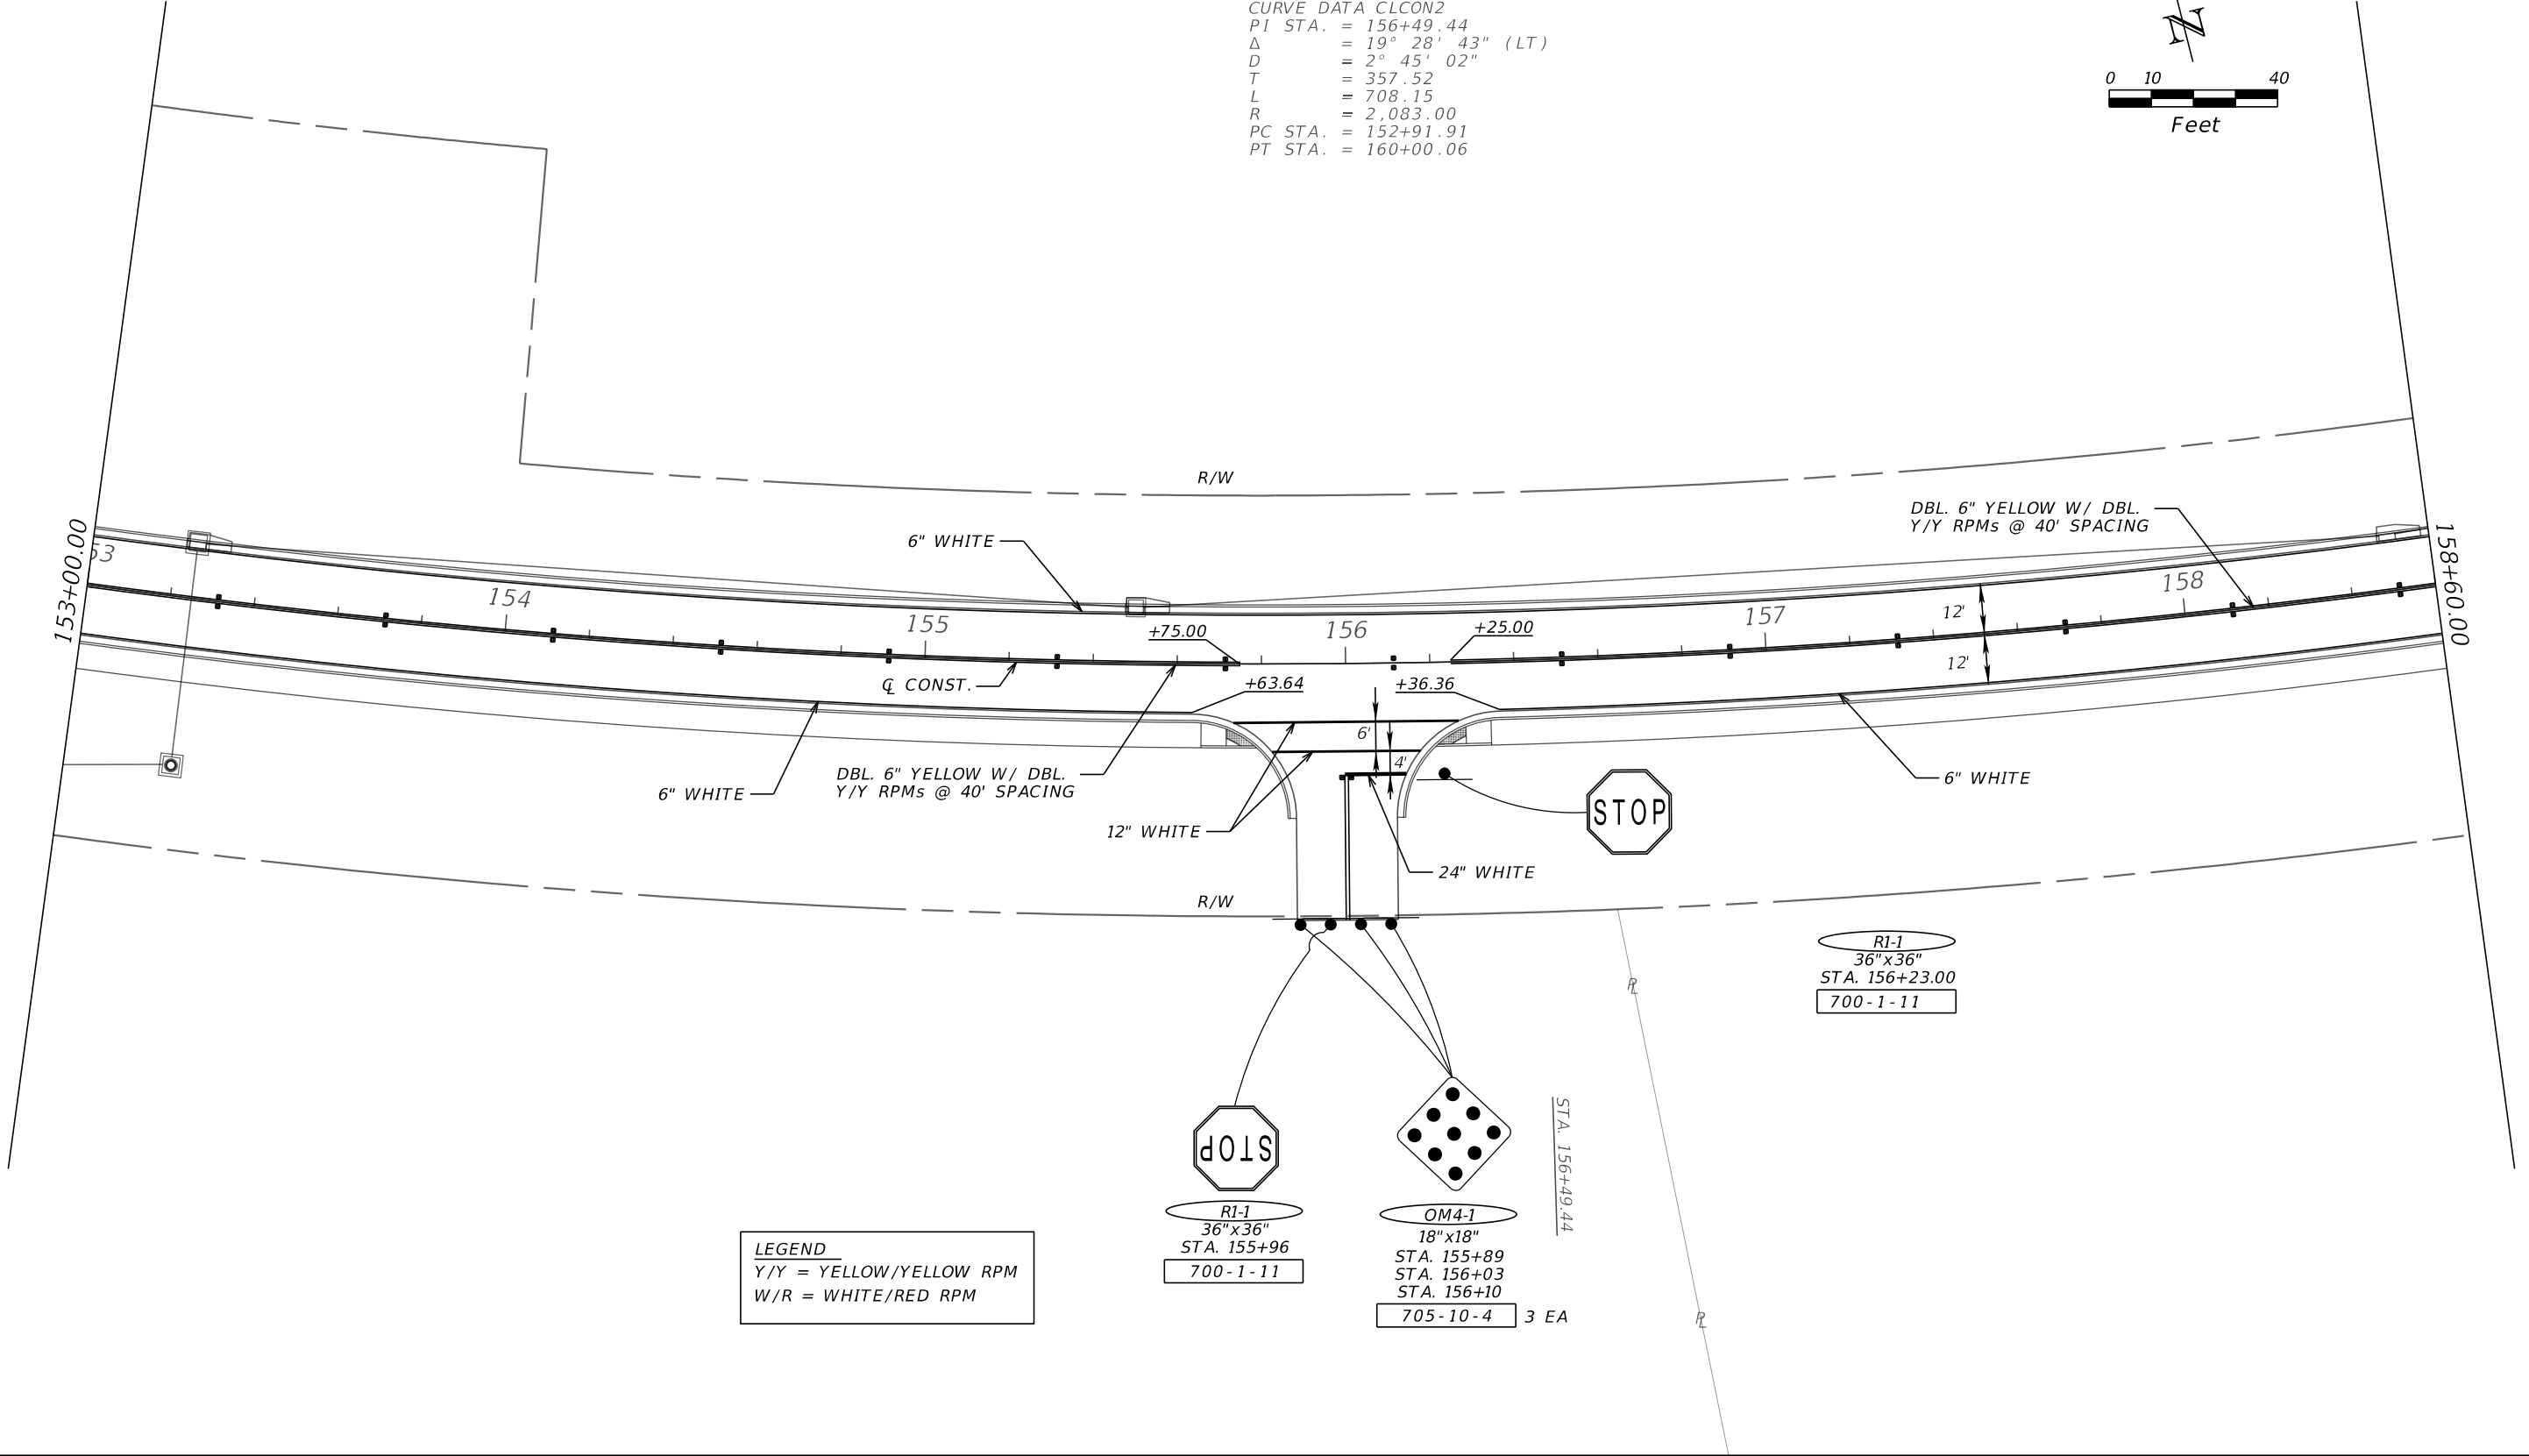 CURVE DATA CLCON2
PI STA. = 156+49.44
Δ = 19° 28' 43" (LT)
D = 2° 45' 02"
T = 357.52
L = 708.15
R = 2,083.00
PC STA. = 152+91.91
PT STA. = 160+00.06
N
0 10 40
Feet
R/W
DBL. 6" YELLOW W/ DBL.
Y/Y RPMs @ 40' SPACING
6" WHITE
153+00.00
158+60.00
53
154
155
156
157
158
+75.00
+25.00
12'
12'
℄ CONST.
+63.64
+36.36
6'
4'
DBL. 6" YELLOW W/ DBL.
Y/Y RPMs @ 40' SPACING
6" WHITE
6" WHITE
12" WHITE
STOP
24" WHITE
R/W
R1-1
36"x36"
STA. 156+23.00
700-1-11
PL
STOP
R1-1
36"x36"
STA. 155+96
700-1-11
OM4-1
18"x18"
STA. 155+89
STA. 156+03
STA. 156+10
705-10-4 3 EA
STA. 156+49.44
PL
LEGEND
Y/Y = YELLOW/YELLOW RPM
W/R = WHITE/RED RPM